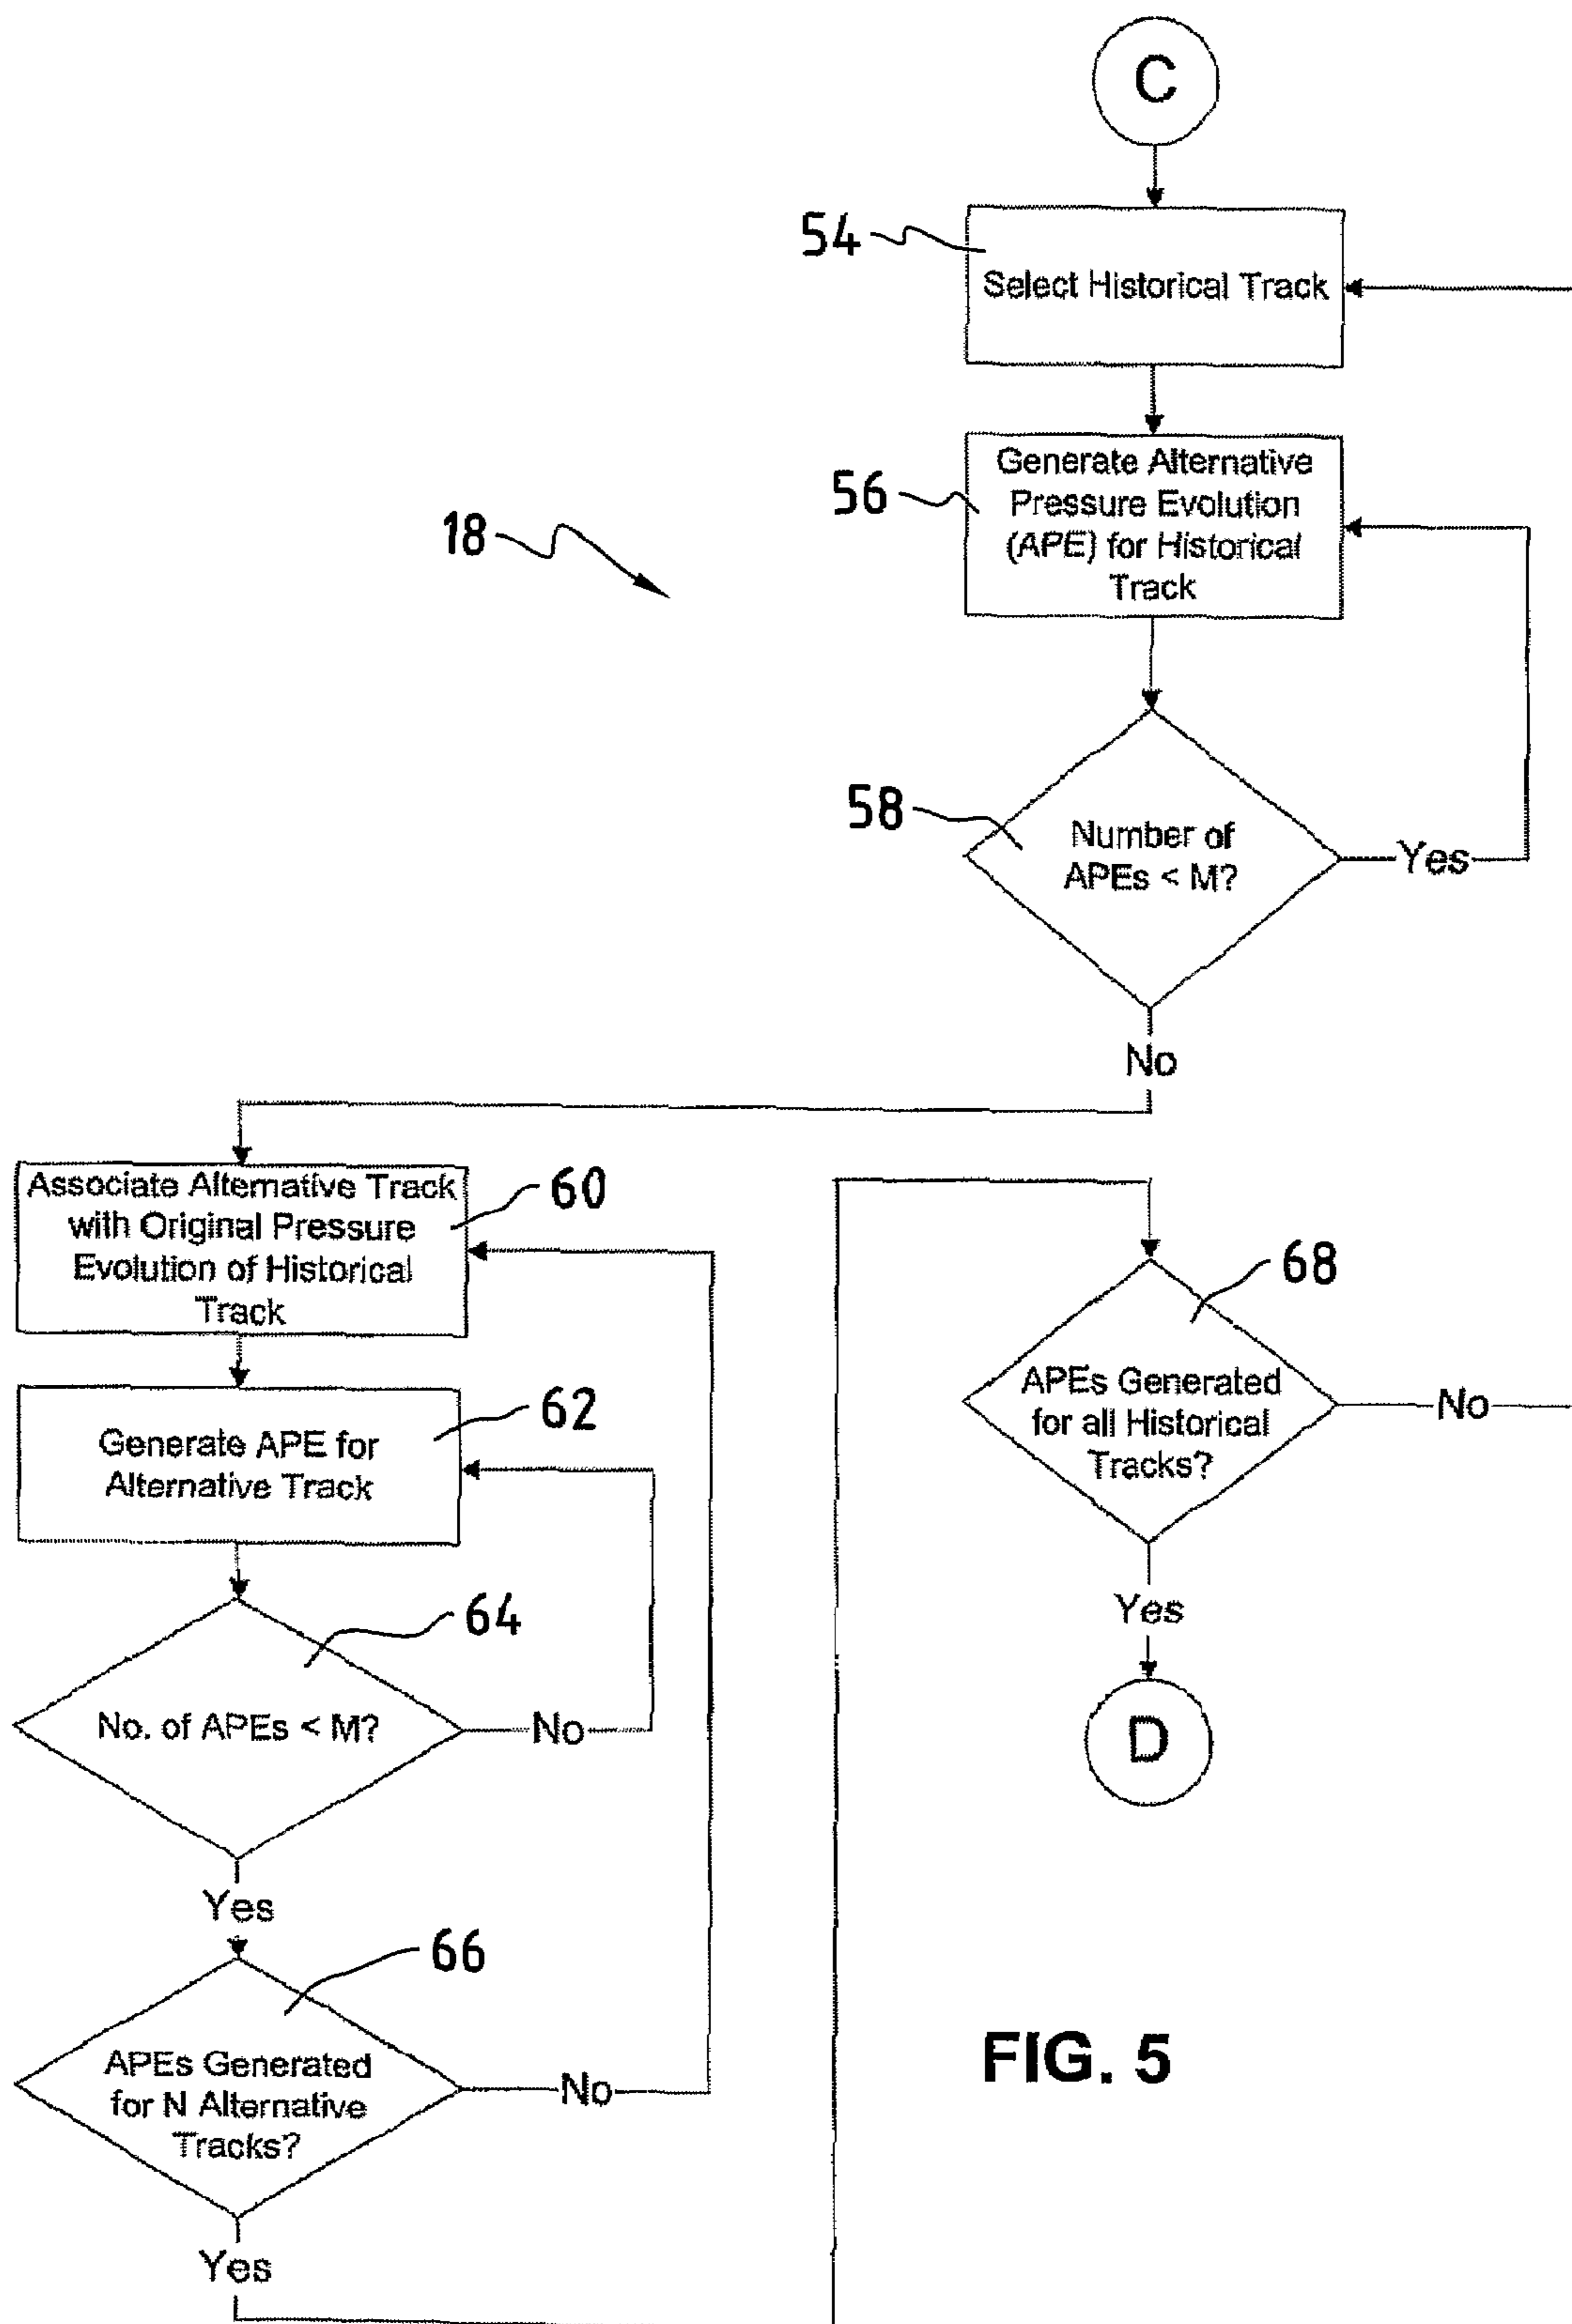 C
54
Select Historical Track
56
Generate Alternative
Pressure Evolution
(APE) for Historical
Track
18
58
Number of
APEs < M?
Yes
No
Associate Alternative Track
with Original Pressure
Evolution of Historical
Track
60
62
Generate APE for
Alternative Track
64
No. of APEs < M?
No
Yes
66
APEs Generated
for N Alternative
Tracks?
No
Yes
68
APEs Generated
for all Historical
Tracks?
No
Yes
D
FIG. 5